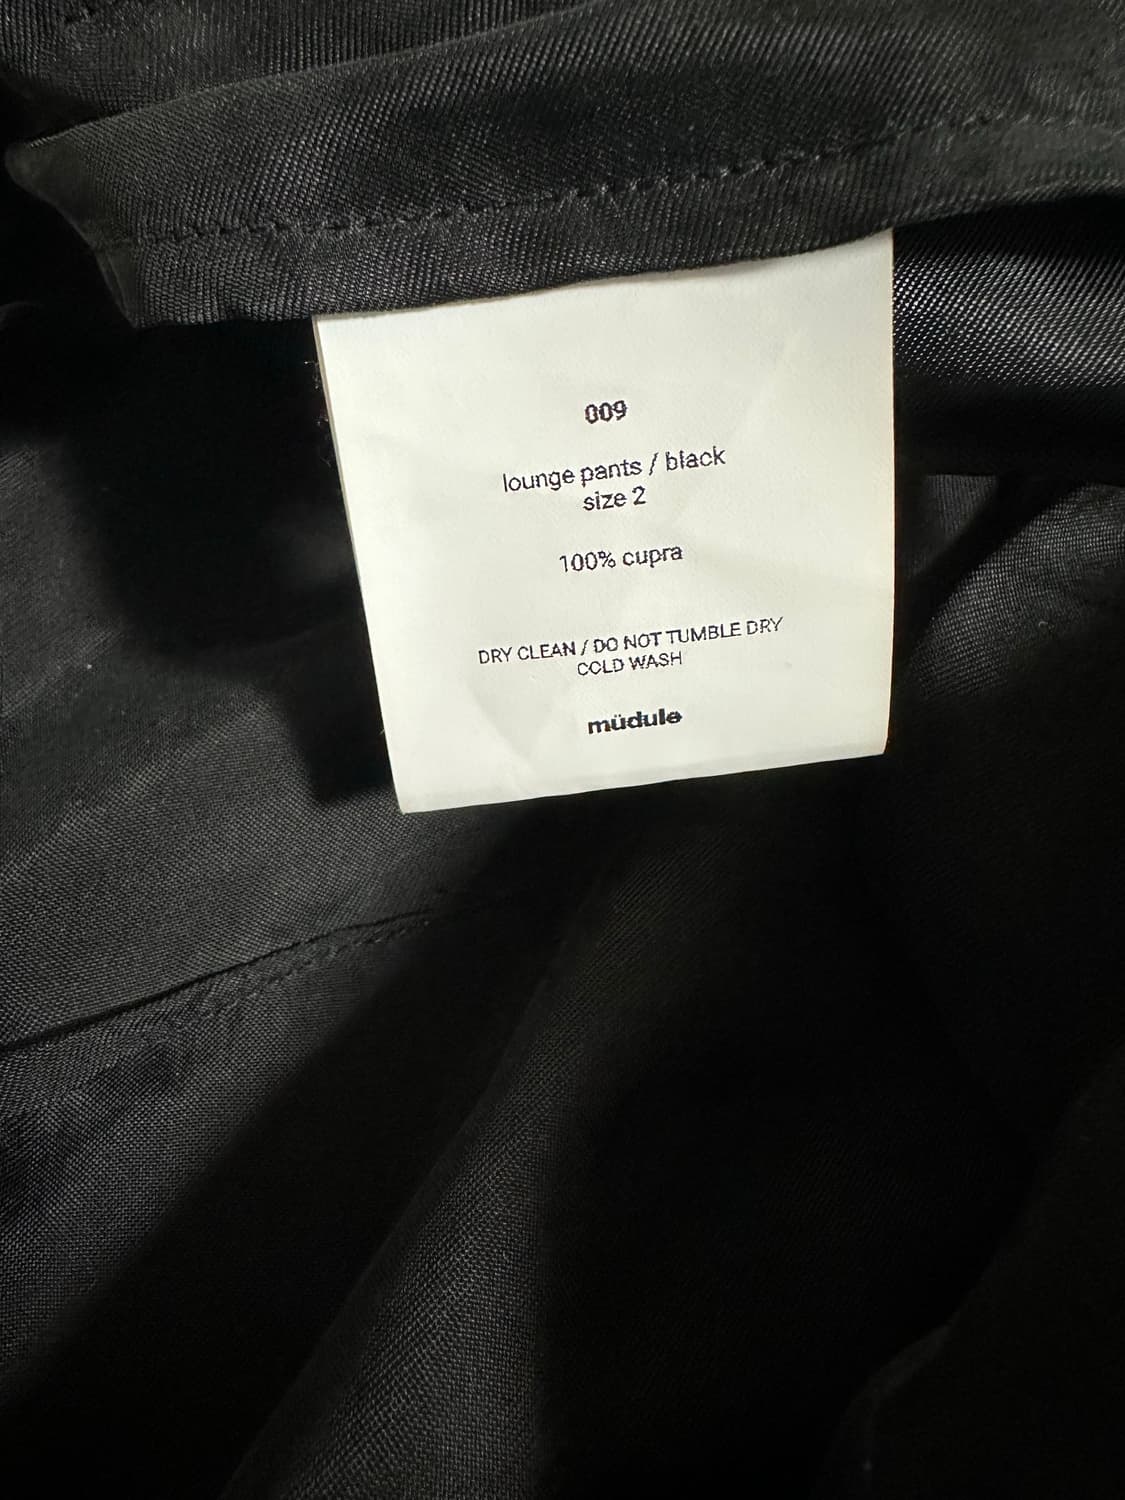 009
lounge pants / black
size 2
100% cupra
DRY CLEAN / DO NOT TUMBLE DRY
COLD WASH
müdule